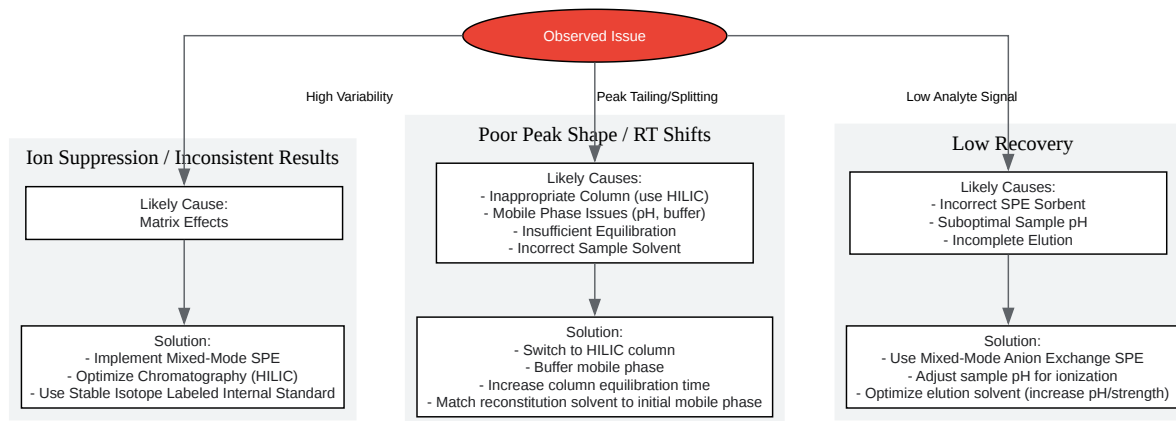 Observed Issue
High Variability
Peak Tailing/Splitting
Low Analyte Signal
Ion Suppression / Inconsistent Results
Likely Cause:
Matrix Effects
Solution:
- Implement Mixed-Mode SPE
- Optimize Chromatography (HILIC)
- Use Stable Isotope Labeled Internal Standard
Poor Peak Shape / RT Shifts
Likely Causes:
- Inappropriate Column (use HILIC)
- Mobile Phase Issues (pH, buffer)
- Insufficient Equilibration
- Incorrect Sample Solvent
Solution:
- Switch to HILIC column
- Buffer mobile phase
- Increase column equilibration time
- Match reconstitution solvent to initial mobile phase
Low Recovery
Likely Causes:
- Incorrect SPE Sorbent
- Suboptimal Sample pH
- Incomplete Elution
Solution:
- Use Mixed-Mode Anion Exchange SPE
- Adjust sample pH for ionization
- Optimize elution solvent (increase pH/strength)